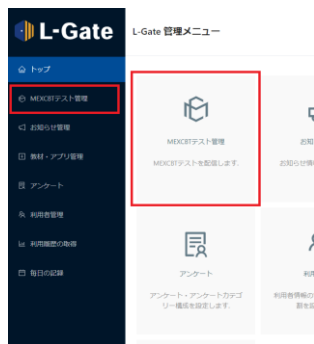 L-Gate
L-Gate 管理メニュー
トップ
MEXCBTテスト管理
お知らせ管理
教材・アプリ管理
アンケート
利用者管理
利用履歴の取得
毎日の記録
MEXCBTテスト管理
MEXCBTテストを配信します.
アンケート
アンケート・アンケートカテゴ
リー構成を設定します.
お知
お知らせ情
利用
利用者情報の